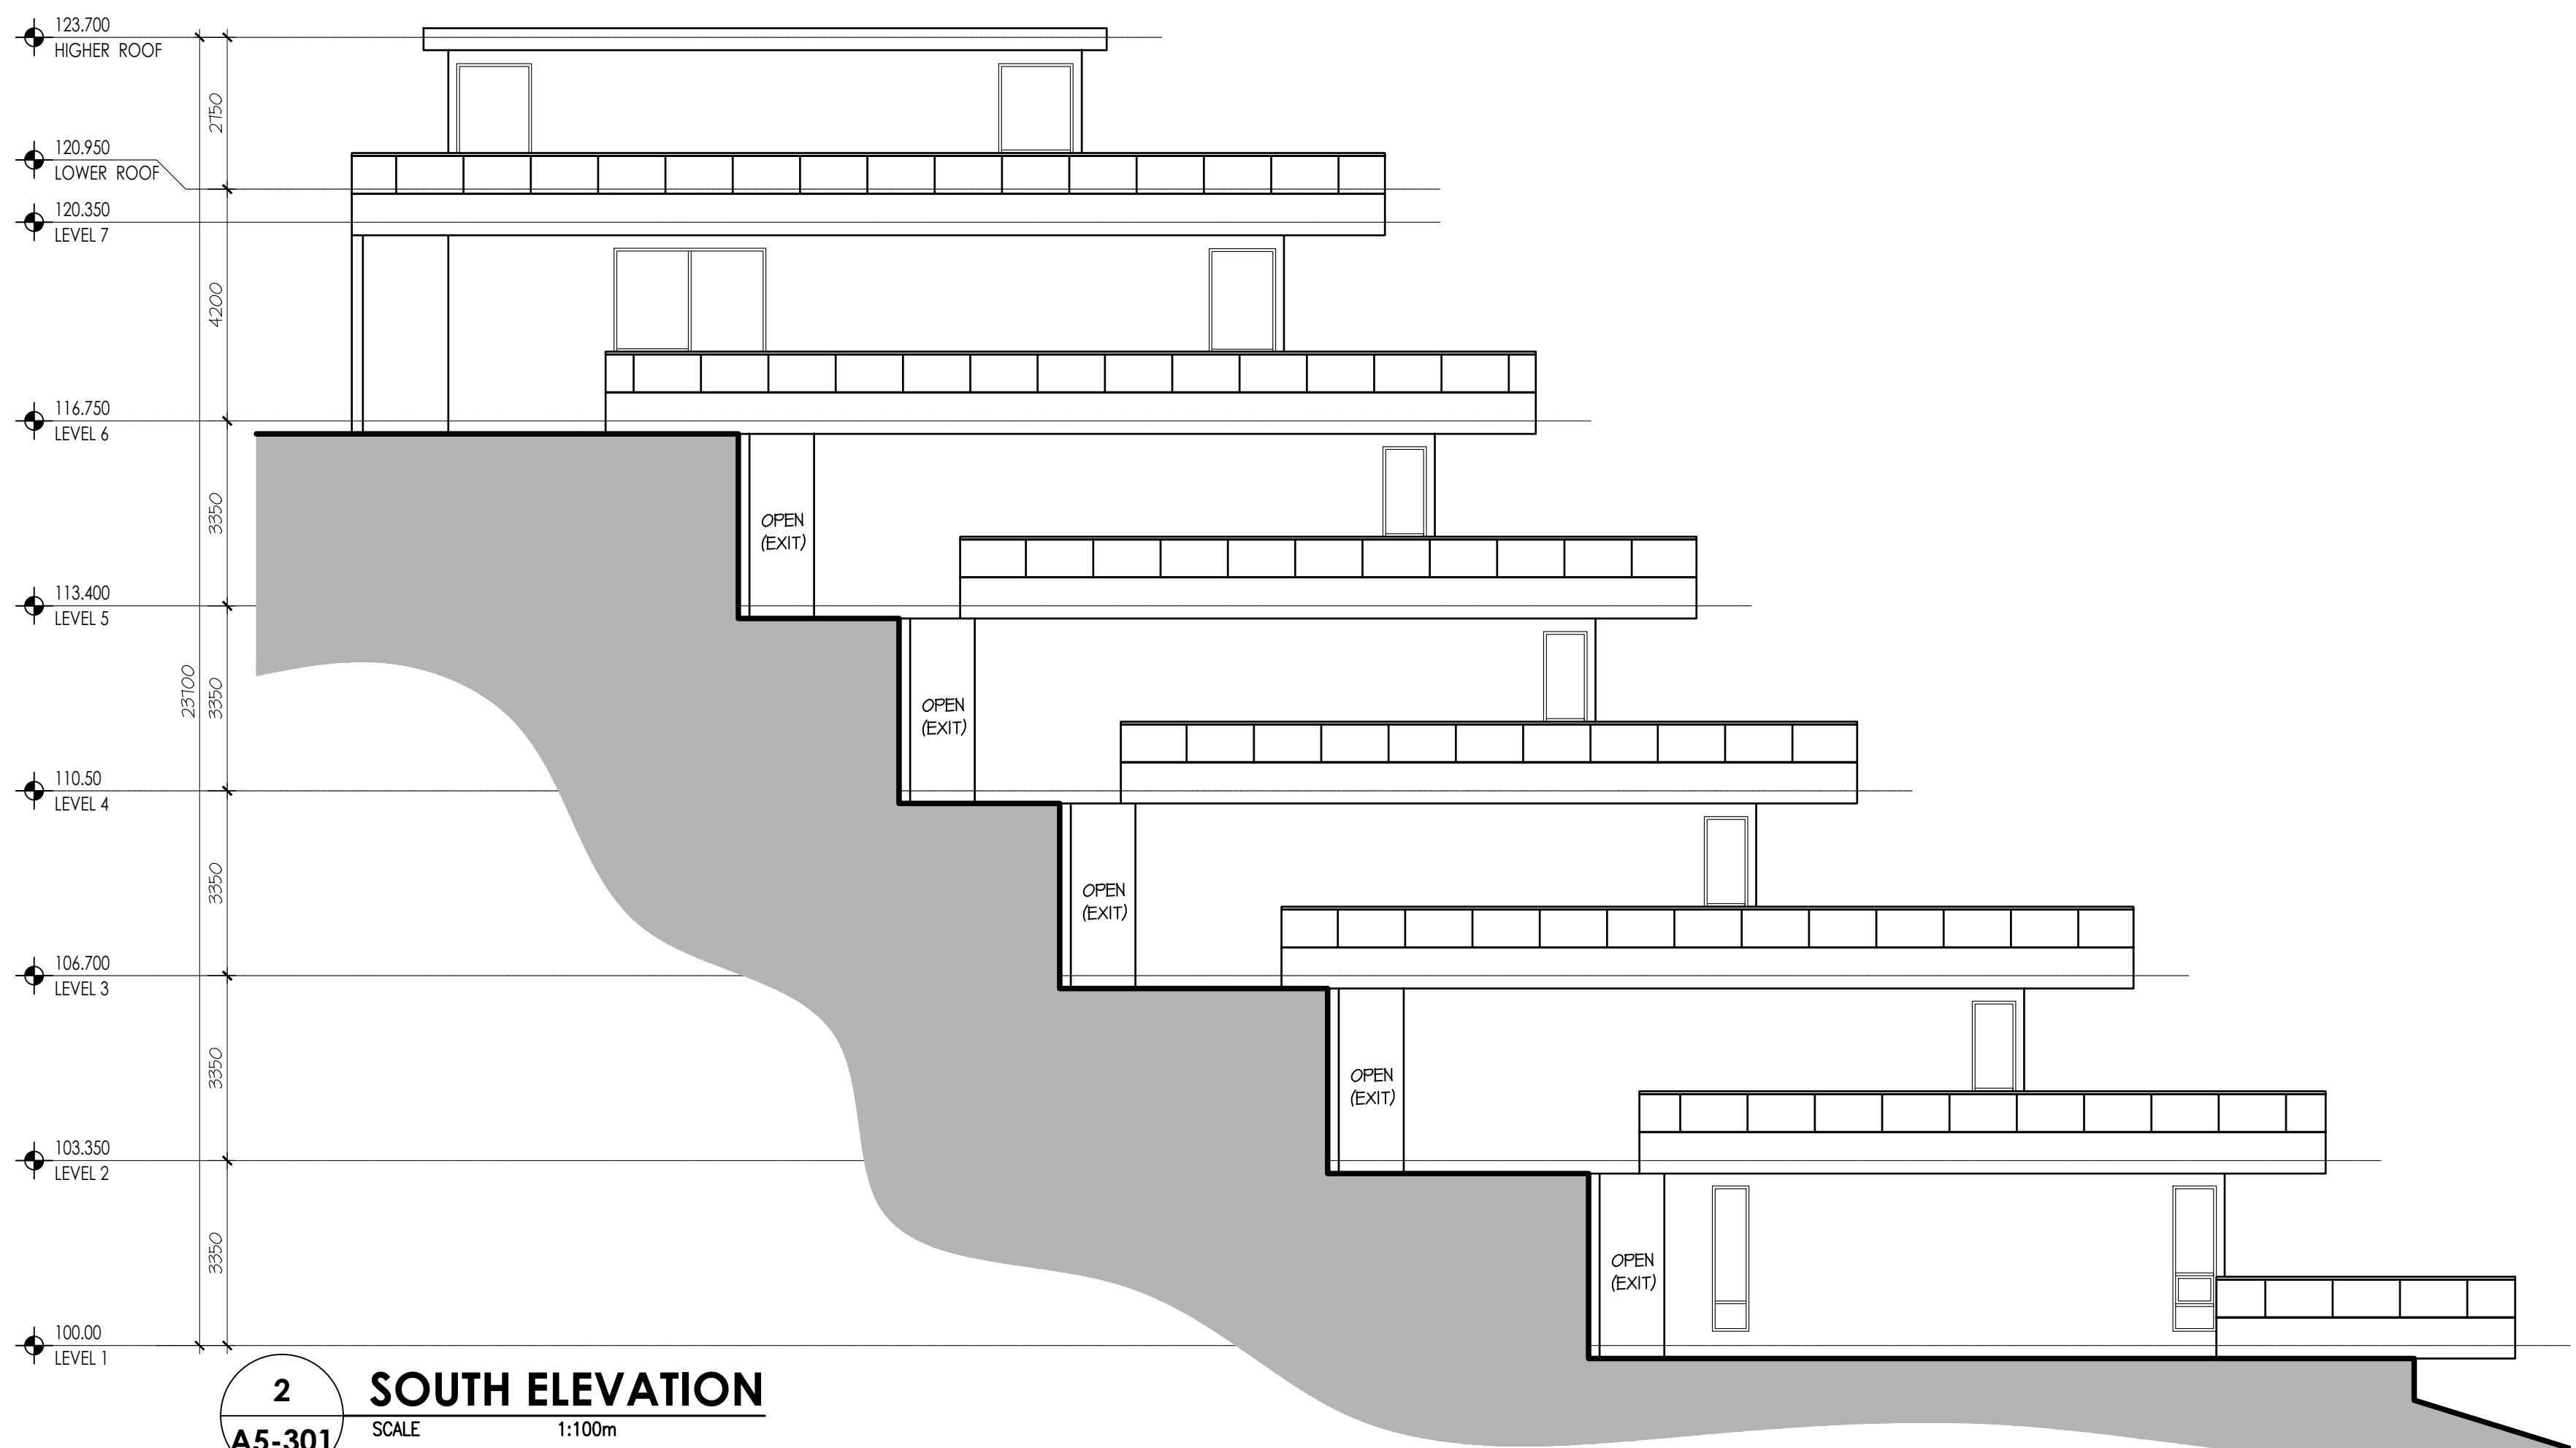 123.700
HIGHER ROOF
2750
120.950
LOWER ROOF
120.350
LEVEL 7
4200
116.750
LEVEL 6
3350
OPEN
(EXIT)
113.400
LEVEL 5
23700
3350
OPEN
(EXIT)
110.50
LEVEL 4
3350
OPEN
(EXIT)
106.700
LEVEL 3
3350
OPEN
(EXIT)
103.350
LEVEL 2
3350
OPEN
(EXIT)
100.00
LEVEL 1
2
SOUTH ELEVATION
SCALE 1:100m
A5-301